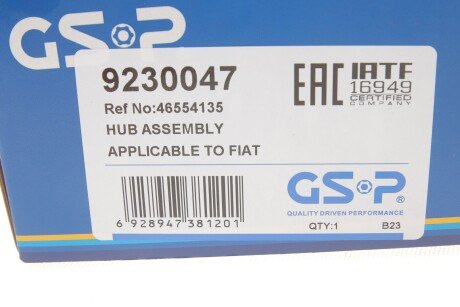 GSP
9230047
Ref No:46554135
HUB ASSEMBLY
APPLICABLE TO FIAT
EAC
IATF
16949
CERTIFIED
COMPANY
6 928947 381201
GSP®
QUALITY DRIVEN PERFORMANCE
QTY:1 B23